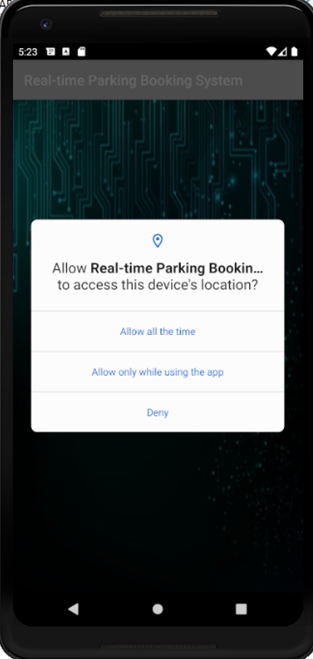 5:23
Real-time Parking Booking System
Allow Real-time Parking Bookin...
to access this device's location?
Allow all the time
Allow only while using the app
Deny